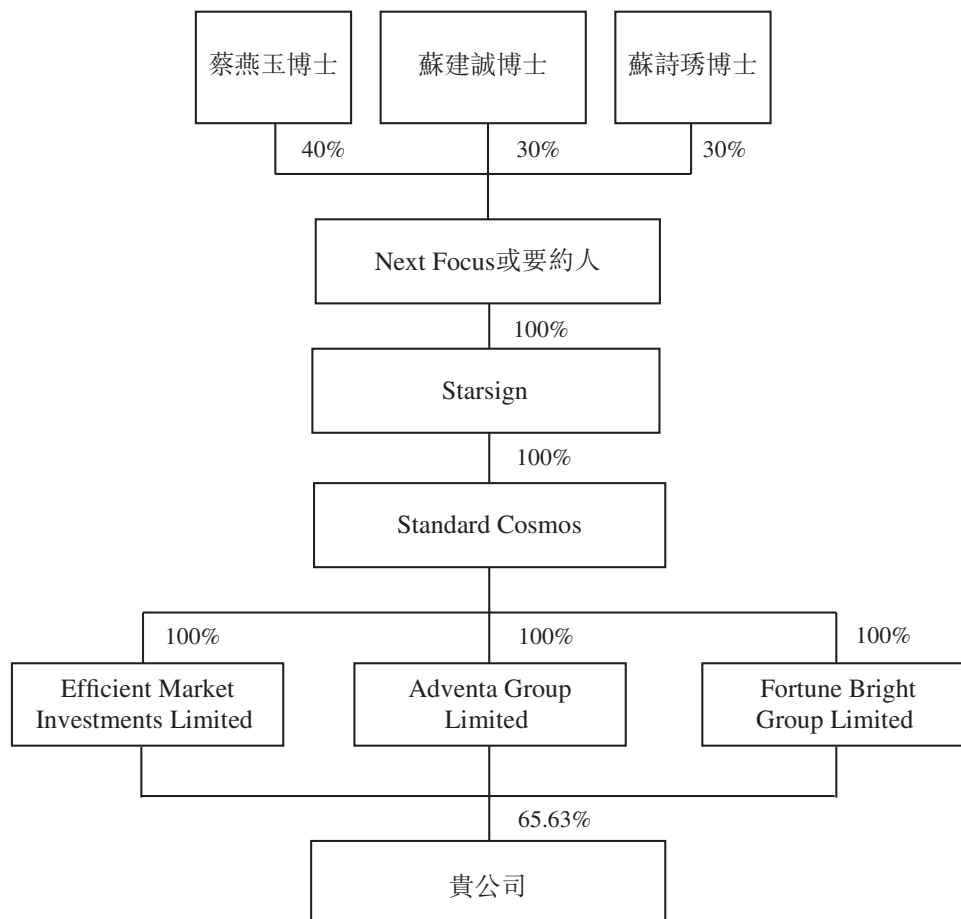 蔡燕玉博士
蘇建誠博士
蘇詩琇博士
40%
30%
30%
Next Focus或要約人
100%
Starsign
100%
Standard Cosmos
100%
100%
100%
Efficient Market
Investments Limited
Adventa Group
Limited
Fortune Bright
Group Limited
65.63%
貴公司